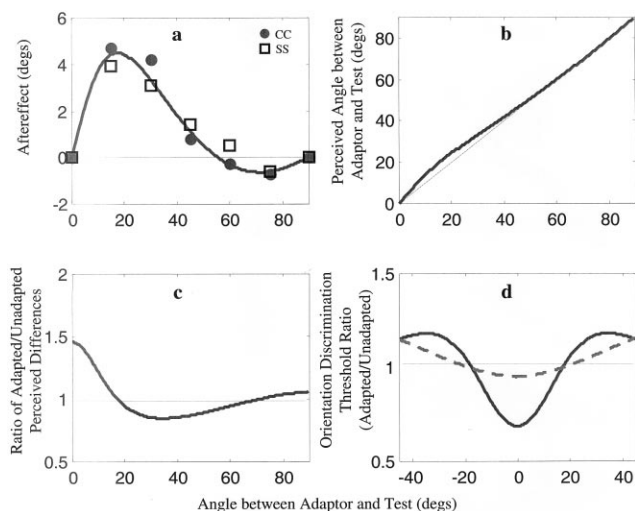 6
4
2
0
-2
a
CC
SS
Aftereffect (degs)
0 20 40 60 80
b
80
60
40
20
0
Perceived Angle between
Adaptor and Test (degs)
0 20 40 60 80
c
2
1.5
1
0.5
Ratio of Adapted/Unadapted
Perceived Differences
0 20 40 60 80
d
1.5
1
0.5
Orientation Discrimination
Threshold Ratio
(Adapted/Unadapted)
-40 -20 0 20 40
Angle between Adaptor and Test (degs)